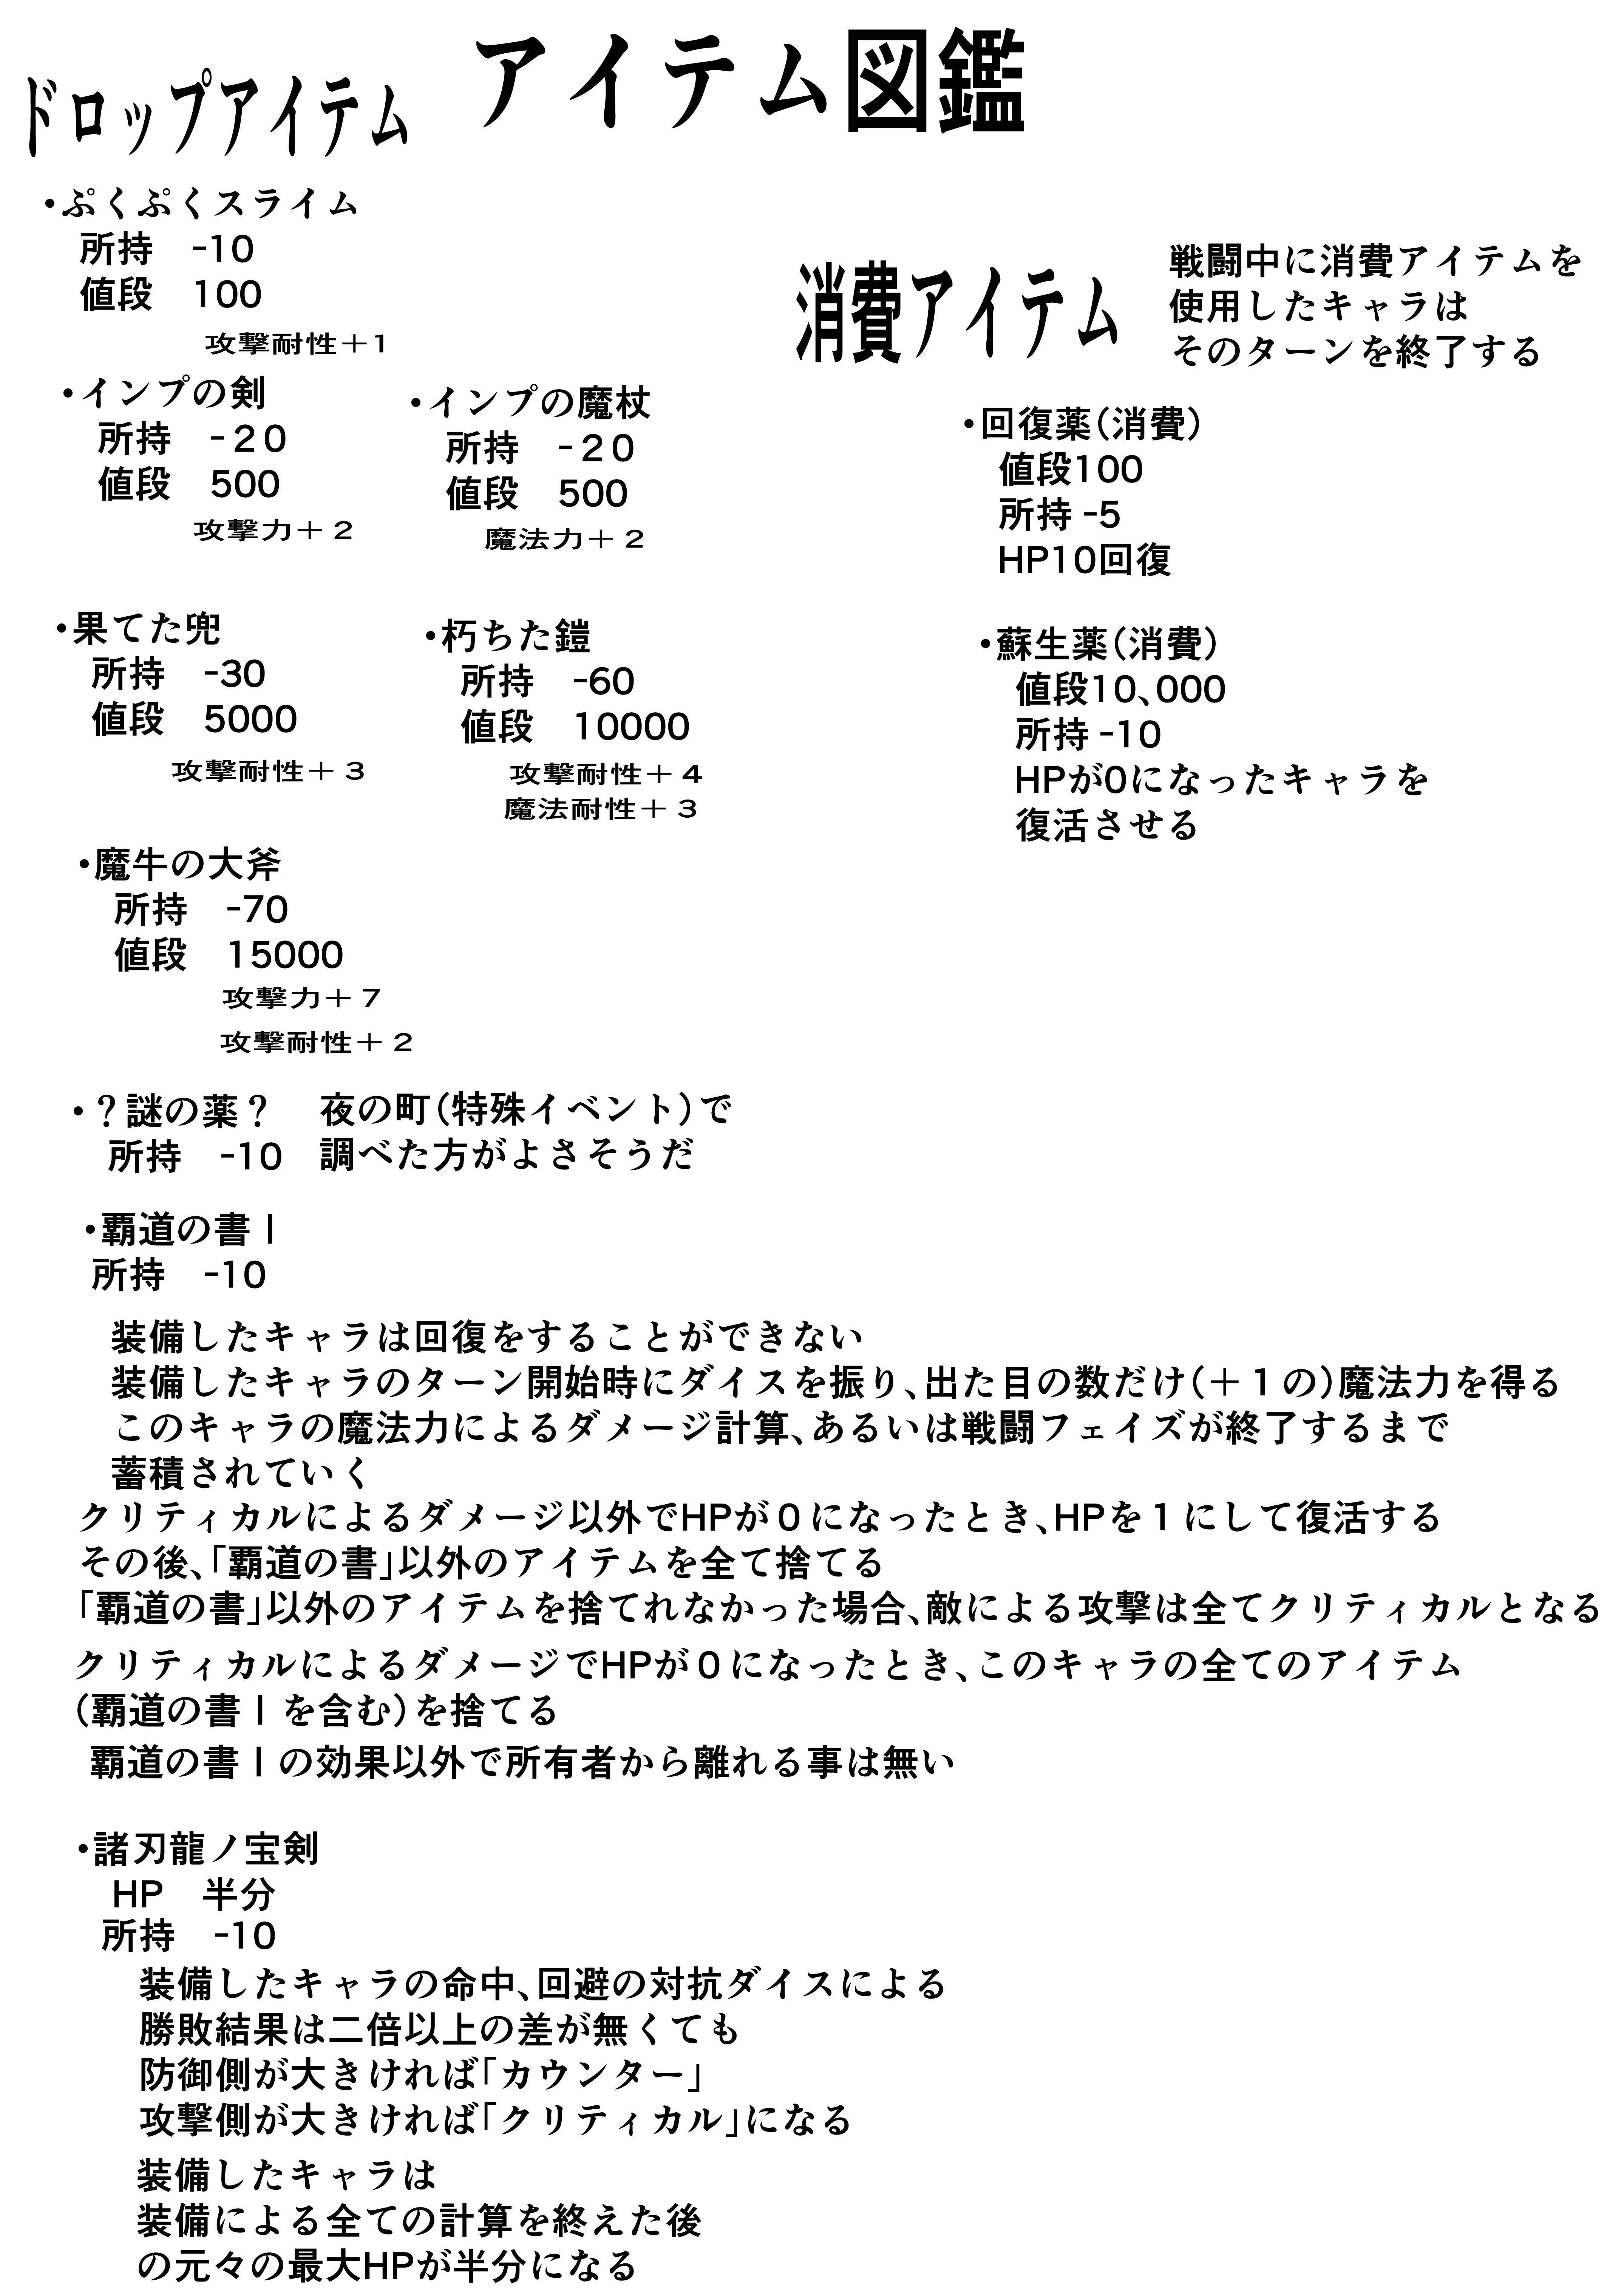 アイテム図鑑
ドロップアイテム
・ぷくぷくスライム
所持　-10
値段　100
攻撃耐性＋1
・インプの剣
所持　-２０
値段　500
攻撃力＋２
・インプの魔杖
所持　-２０
値段　500
魔法力＋２
・果てた兜
所持　-30
値段　5000
攻撃耐性＋３
・朽ちた鎧
所持　-60
値段　10000
攻撃耐性＋４
魔法耐性＋３
・魔牛の大斧
所持　-70
値段　15000
攻撃力＋７
攻撃耐性＋２
・？謎の薬？　夜の町（特殊イベント）で
所持　-10　調べた方がよさそうだ
・覇道の書Ⅰ
所持　-10
装備したキャラは回復をすることができない
装備したキャラのターン開始時にダイスを振り、出た目の数だけ（＋１の）魔法力を得る
このキャラの魔法力によるダメージ計算、あるいは戦闘フェイズが終了するまで
蓄積されていく
クリティカルによるダメージ以外でHPが０になったとき、HPを１にして復活する
その後、「覇道の書」以外のアイテムを全て捨てる
「覇道の書」以外のアイテムを捨てれなかった場合、敵による攻撃は全てクリティカルとなる
クリティカルによるダメージでHPが０になったとき、このキャラの全てのアイテム
（覇道の書Ⅰを含む）を捨てる
覇道の書Ⅰの効果以外で所有者から離れる事は無い
・諸刃龍ノ宝剣
HP　半分
所持　-10
装備したキャラの命中、回避の対抗ダイスによる
勝敗結果は二倍以上の差が無くても
防御側が大きければ「カウンター」
攻撃側が大きければ「クリティカル」になる
装備したキャラは
装備による全ての計算を終えた後
の元々の最大HPが半分になる
消費アイテム
戦闘中に消費アイテムを
使用したキャラは
そのターンを終了する
・回復薬（消費）
値段100
所持 -5
HP10回復
・蘇生薬（消費）
値段10、000
所持 -10
HPが0になったキャラを
復活させる